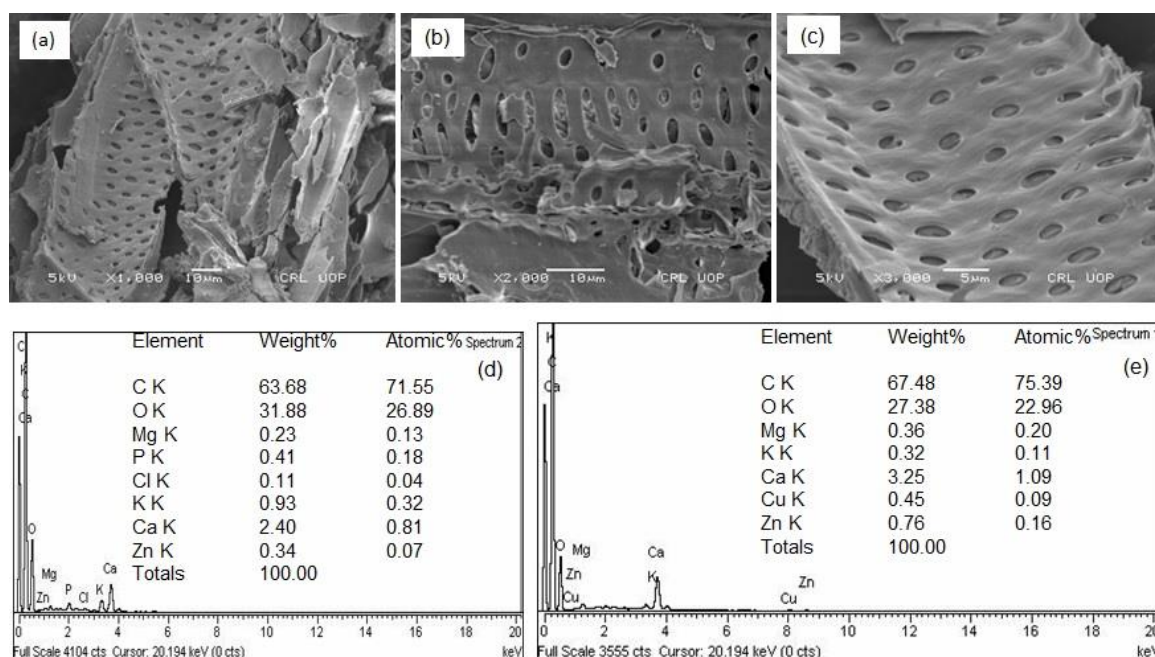 (a)
5kV X1,000 10µm CRL UOP
(b)
5kV X2,000 10µm CRL UOP
(c)
5kV X3,000 5µm CRL UOP
Element Weight% Atomic% Spectrum 2
(d)
C K 63.68 71.55
O K 31.88 26.89
Mg K 0.23 0.13
P K 0.41 0.18
Cl K 0.11 0.04
K K 0.93 0.32
Ca K 2.40 0.81
Zn K 0.34 0.07
Totals 100.00
C
K
C
Ca
O
Mg
Zn
P
Cl
K
Ca
0 2 4 6 8 10 12 14 16 18 20
Full Scale 4104 cts Cursor: 20.194 keV (0 cts) keV
Element Weight% Atomic% Spectrum 1
(e)
C K 67.48 75.39
O K 27.38 22.96
Mg K 0.36 0.20
K K 0.32 0.11
Ca K 3.25 1.09
Cu K 0.45 0.09
Zn K 0.76 0.16
Totals 100.00
K
C
Ca
O
Mg
Zn
Cu
Ca
K
Cu
Zn
0 2 4 6 8 10 12 14 16 18 20
Full Scale 3555 cts Cursor: 20.194 keV (0 cts) keV